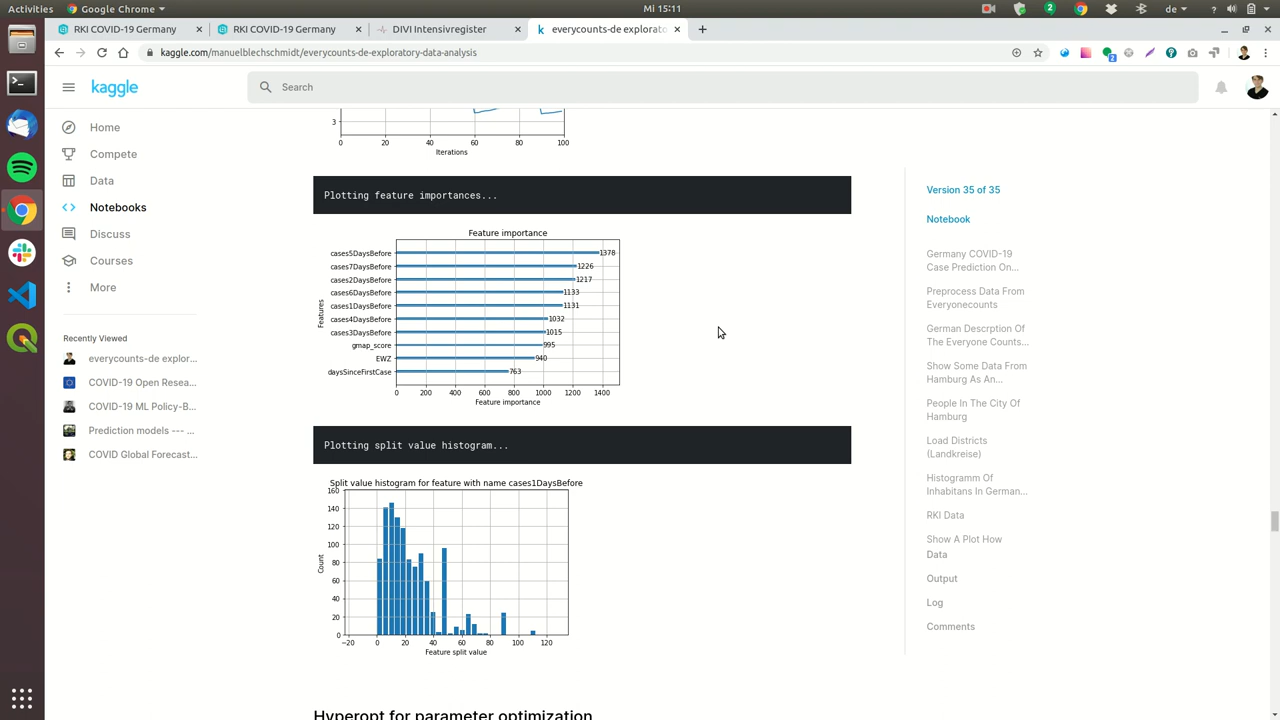 Activities
Google Chrome
Mi 15:11
de
RKI COVID-19 Germany
RKI COVID-19 Germany
DIVI Intensivregister
everycounts-de explorato
kaggle.com/manuelblechschmidt/everycounts-de-exploratory-data-analysis
2
kaggle
Search
Home
Compete
Data
Notebooks
Discuss
Courses
More
Recently Viewed
everycounts-de explor...
COVID-19 Open Resea...
COVID-19 ML Policy-B...
Prediction models --- ...
COVID Global Forecast...
3
0 20 40 60 80 100
Iterations
Plotting feature importances...
Feature importance
Features
cases5DaysBefore 1378
cases7DaysBefore 1226
cases2DaysBefore 1217
cases6DaysBefore 1133
cases1DaysBefore 1131
cases4DaysBefore 1032
cases3DaysBefore 1015
gmap_score 995
EWZ 940
daysSinceFirstCase 763
0 200 400 600 800 1000 1200 1400
Feature importance
Plotting split value histogram...
Split value histogram for feature with name cases1DaysBefore
160
140
120
100
80
60
40
20
0
Count
−20 0 20 40 60 80 100 120
Feature split value
Hyperopt for parameter optimization
Version 35 of 35
Notebook
Germany COVID-19
Case Prediction On...
Preprocess Data From
Everyonecounts
German Descrption Of
The Everyone Counts...
Show Some Data From
Hamburg As An...
People In The City Of
Hamburg
Load Districts
(Landkreise)
Histogramm Of
Inhabitans In German...
RKI Data
Show A Plot How
Data
Output
Log
Comments